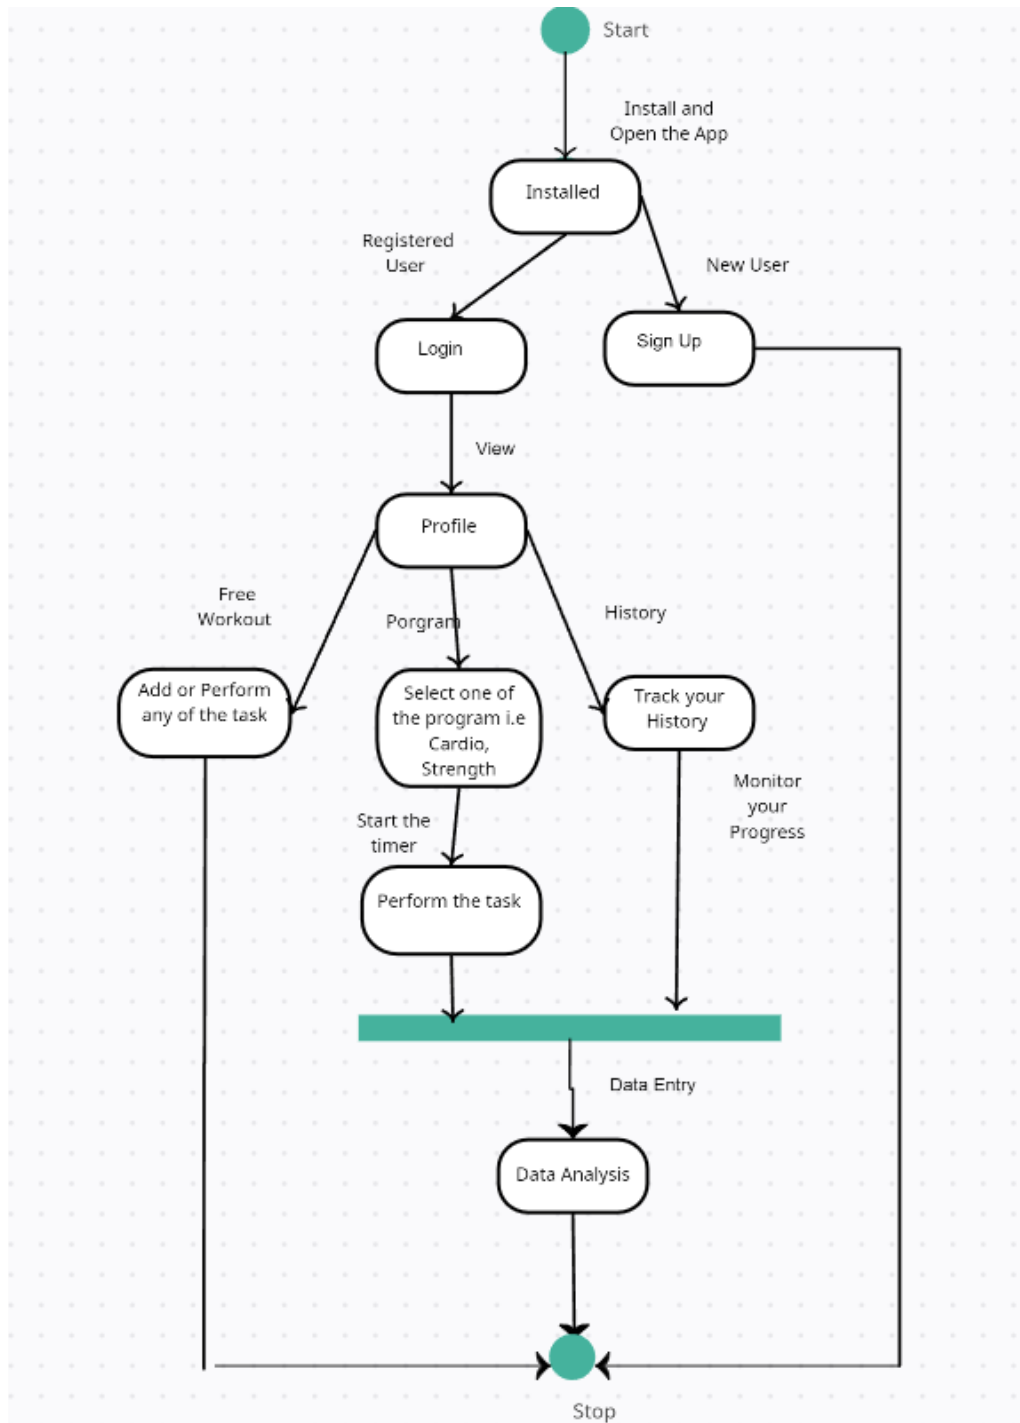 Start
Install and
Open the App
Installed
Registered
User
New User
Login
Sign Up
View
Profile
Free
Workout
Porgram
History
Add or Perform
any of the task
Select one of
the program i.e
Cardio,
Strength
Track your
History
Monitor
your
Progress
Start the
timer
Perform the task
Data Entry
Data Analysis
Stop